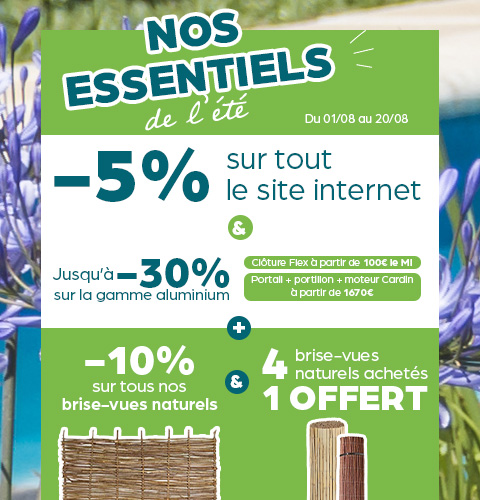 NOS
ESSENTIELS
de l'été
Du 01/08 au 20/08
-5%
sur tout
le site internet
&
Jusqu'à -30%
sur la gamme aluminium
Clôture Flex à partir de 100€ le Ml
Portail + portillon + moteur Cardin
à partir de 1670€
+
-10%
sur tous nos
brise-vues naturels
&
4 brise-vues
naturels achetés
1 OFFERT